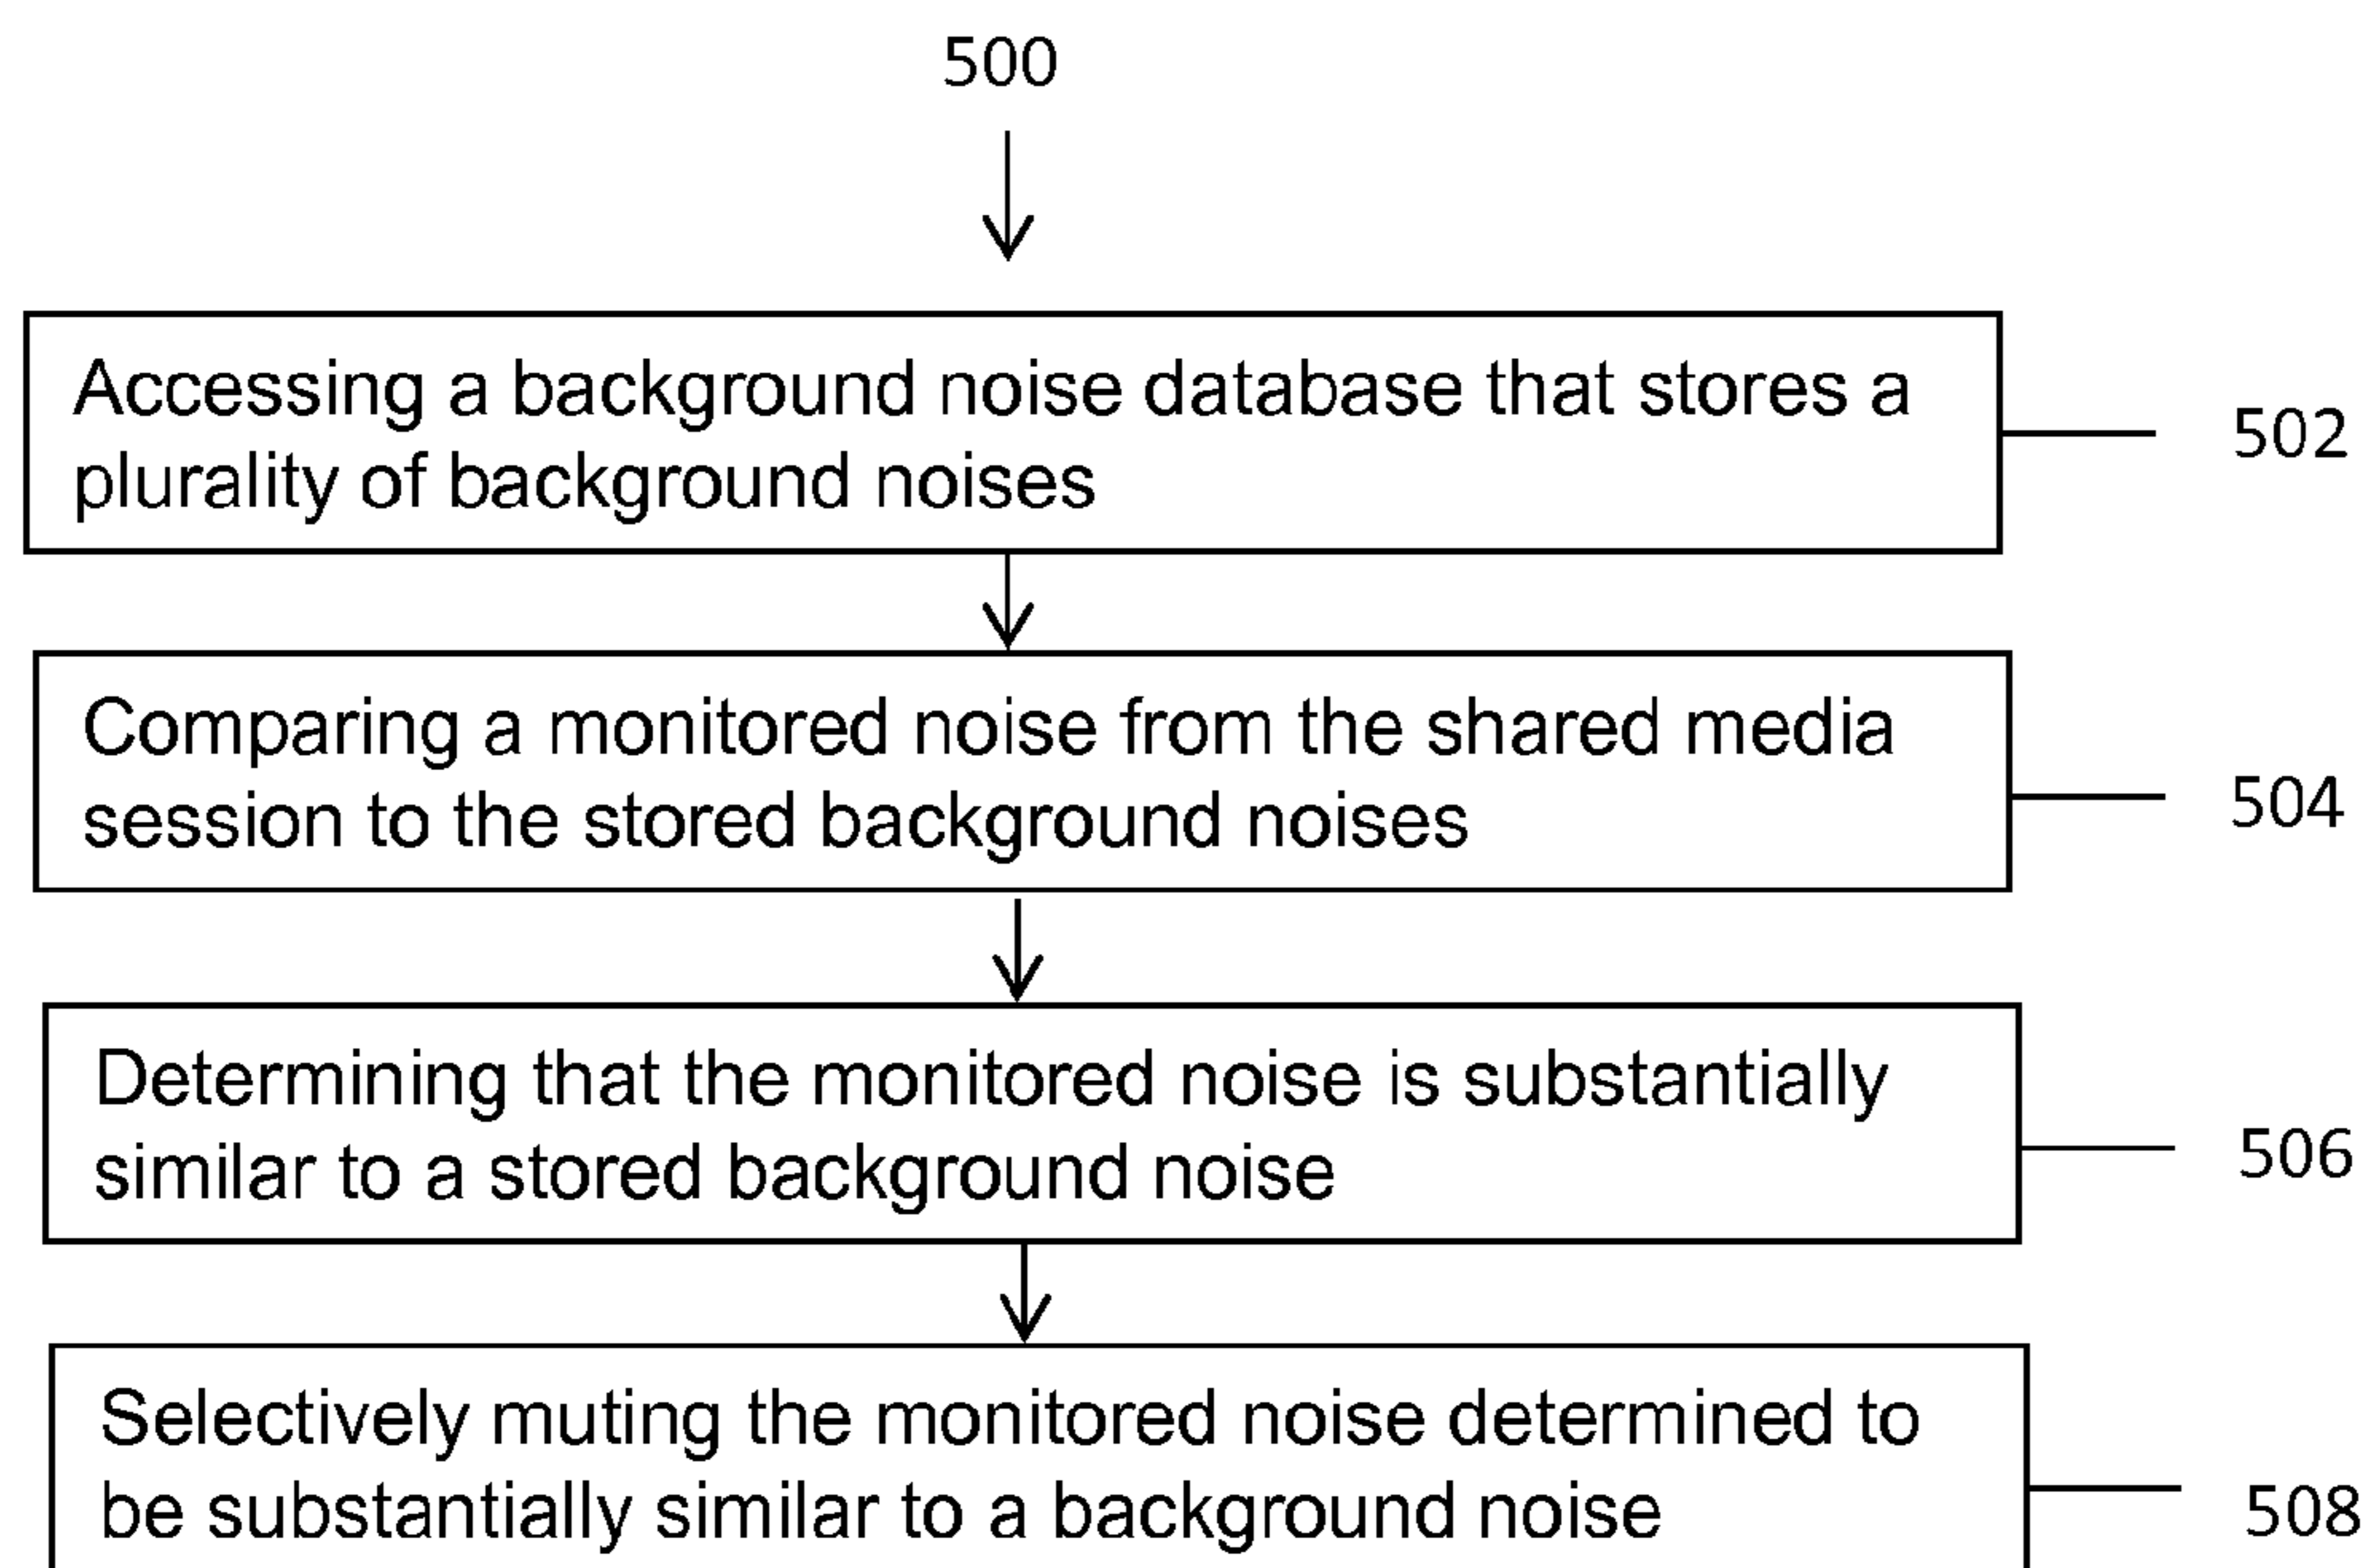 500
Accessing a background noise database that stores a
plurality of background noises
502
Comparing a monitored noise from the shared media
session to the stored background noises
504
Determining that the monitored noise is substantially
similar to a stored background noise
506
Selectively muting the monitored noise determined to
be substantially similar to a background noise
508